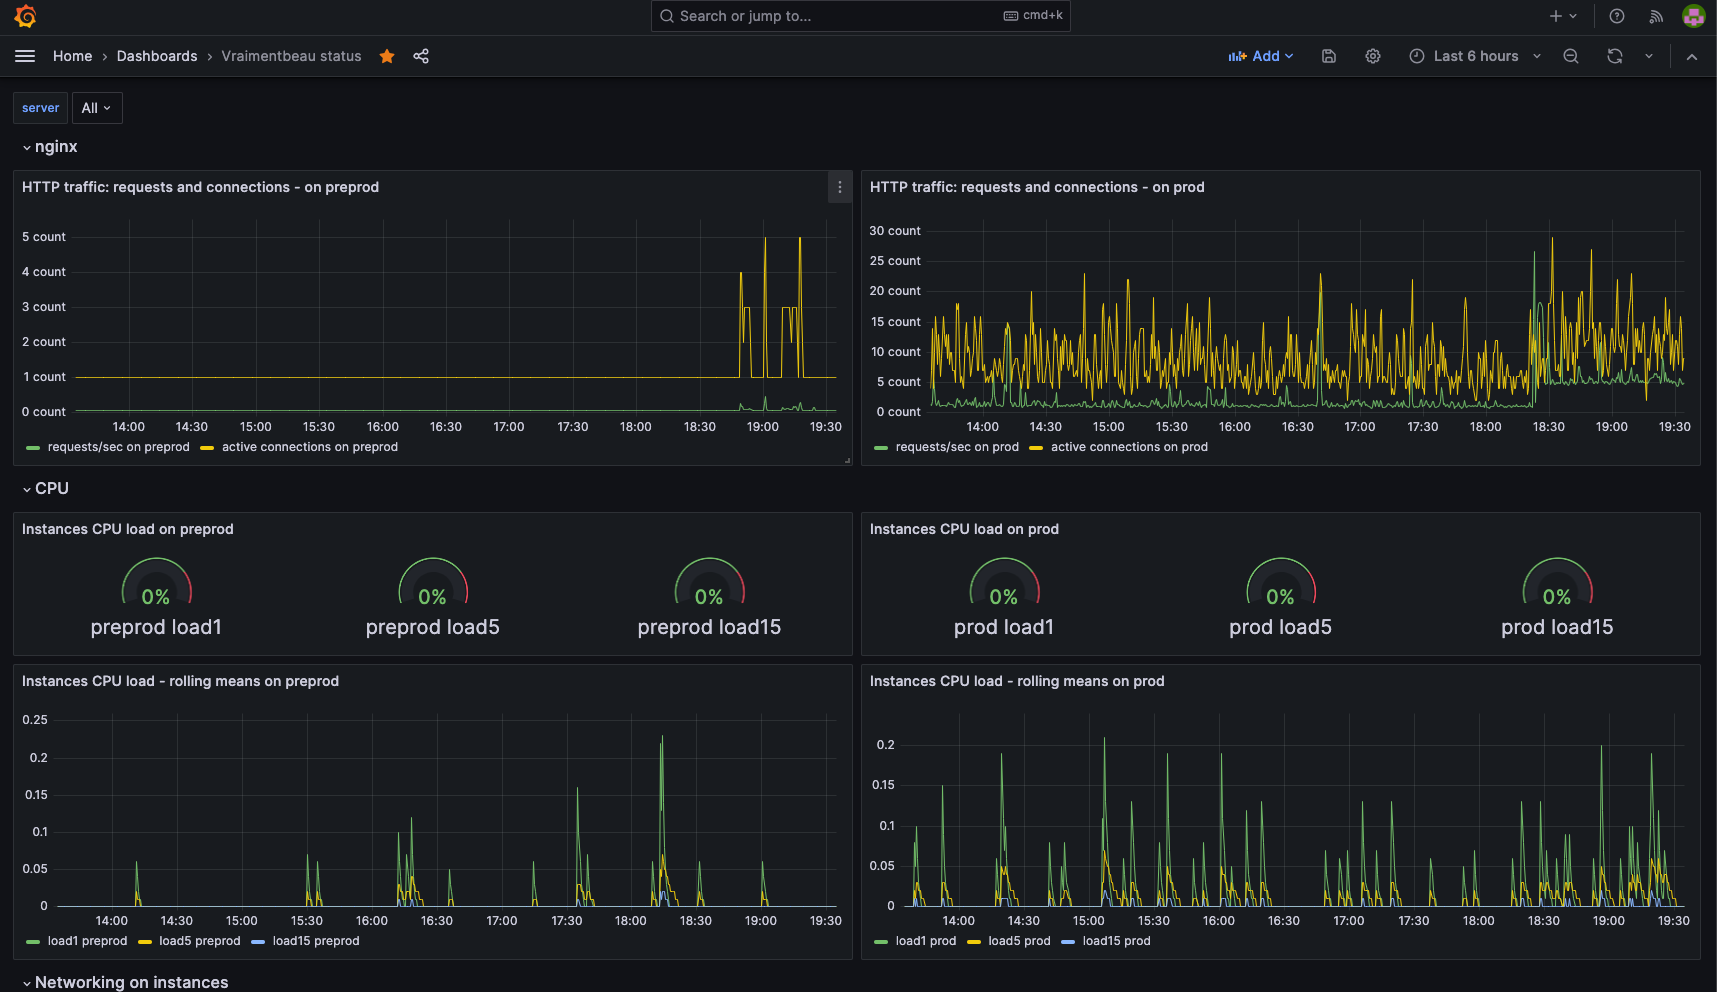 Search or jump to... cmd+k
Home › Dashboards › Vraimentbeau status Add Last 6 hours
server All
nginx
HTTP traffic: requests and connections - on preprod
5 count
4 count
3 count
2 count
1 count
0 count
14:00 14:30 15:00 15:30 16:00 16:30 17:00 17:30 18:00 18:30 19:00 19:30
requests/sec on preprod active connections on preprod
HTTP traffic: requests and connections - on prod
30 count
25 count
20 count
15 count
10 count
5 count
0 count
14:00 14:30 15:00 15:30 16:00 16:30 17:00 17:30 18:00 18:30 19:00 19:30
requests/sec on prod active connections on prod
CPU
Instances CPU load on preprod
0% 0% 0%
preprod load1 preprod load5 preprod load15
Instances CPU load on prod
0% 0% 0%
prod load1 prod load5 prod load15
Instances CPU load - rolling means on preprod
0.25
0.2
0.15
0.1
0.05
0
14:00 14:30 15:00 15:30 16:00 16:30 17:00 17:30 18:00 18:30 19:00 19:30
load1 preprod load5 preprod load15 preprod
Instances CPU load - rolling means on prod
0.2
0.15
0.1
0.05
0
14:00 14:30 15:00 15:30 16:00 16:30 17:00 17:30 18:00 18:30 19:00 19:30
load1 prod load5 prod load15 prod
Networking on instances